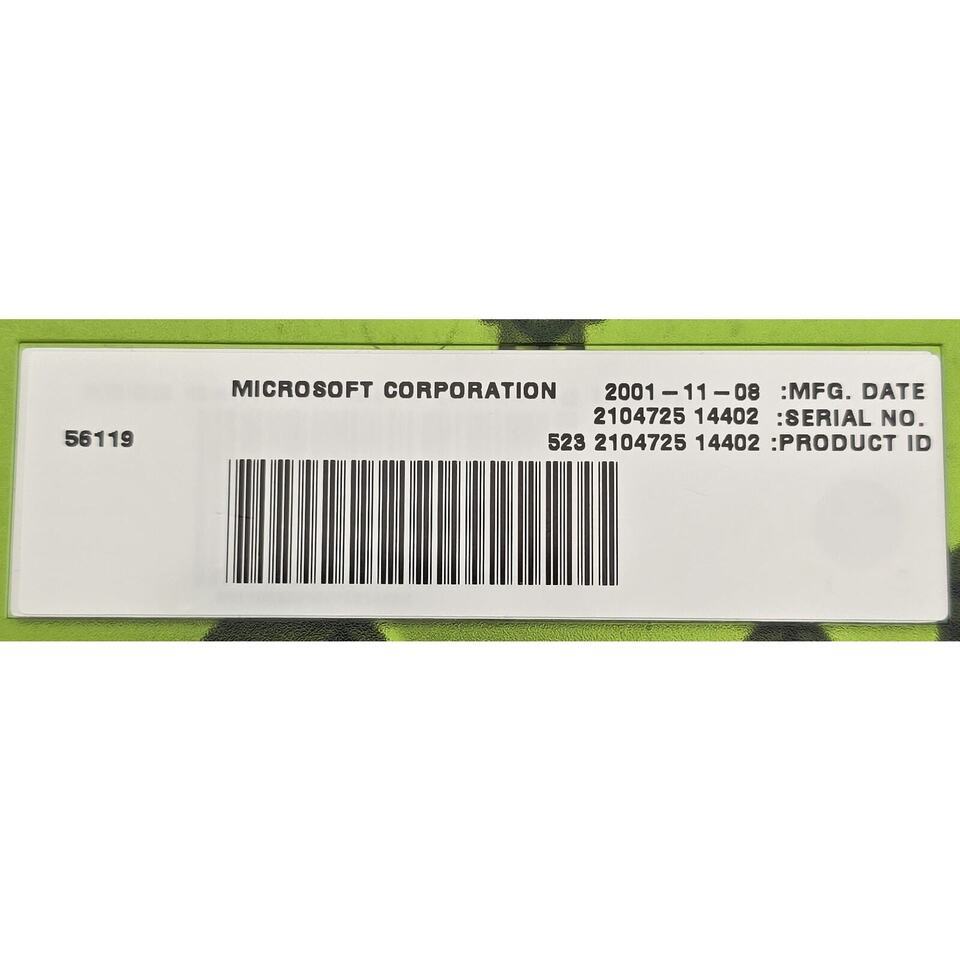 MICROSOFT CORPORATION 2001-11-08 :MFG. DATE
2104725 14402 :SERIAL NO.
56119 523 2104725 14402 :PRODUCT ID